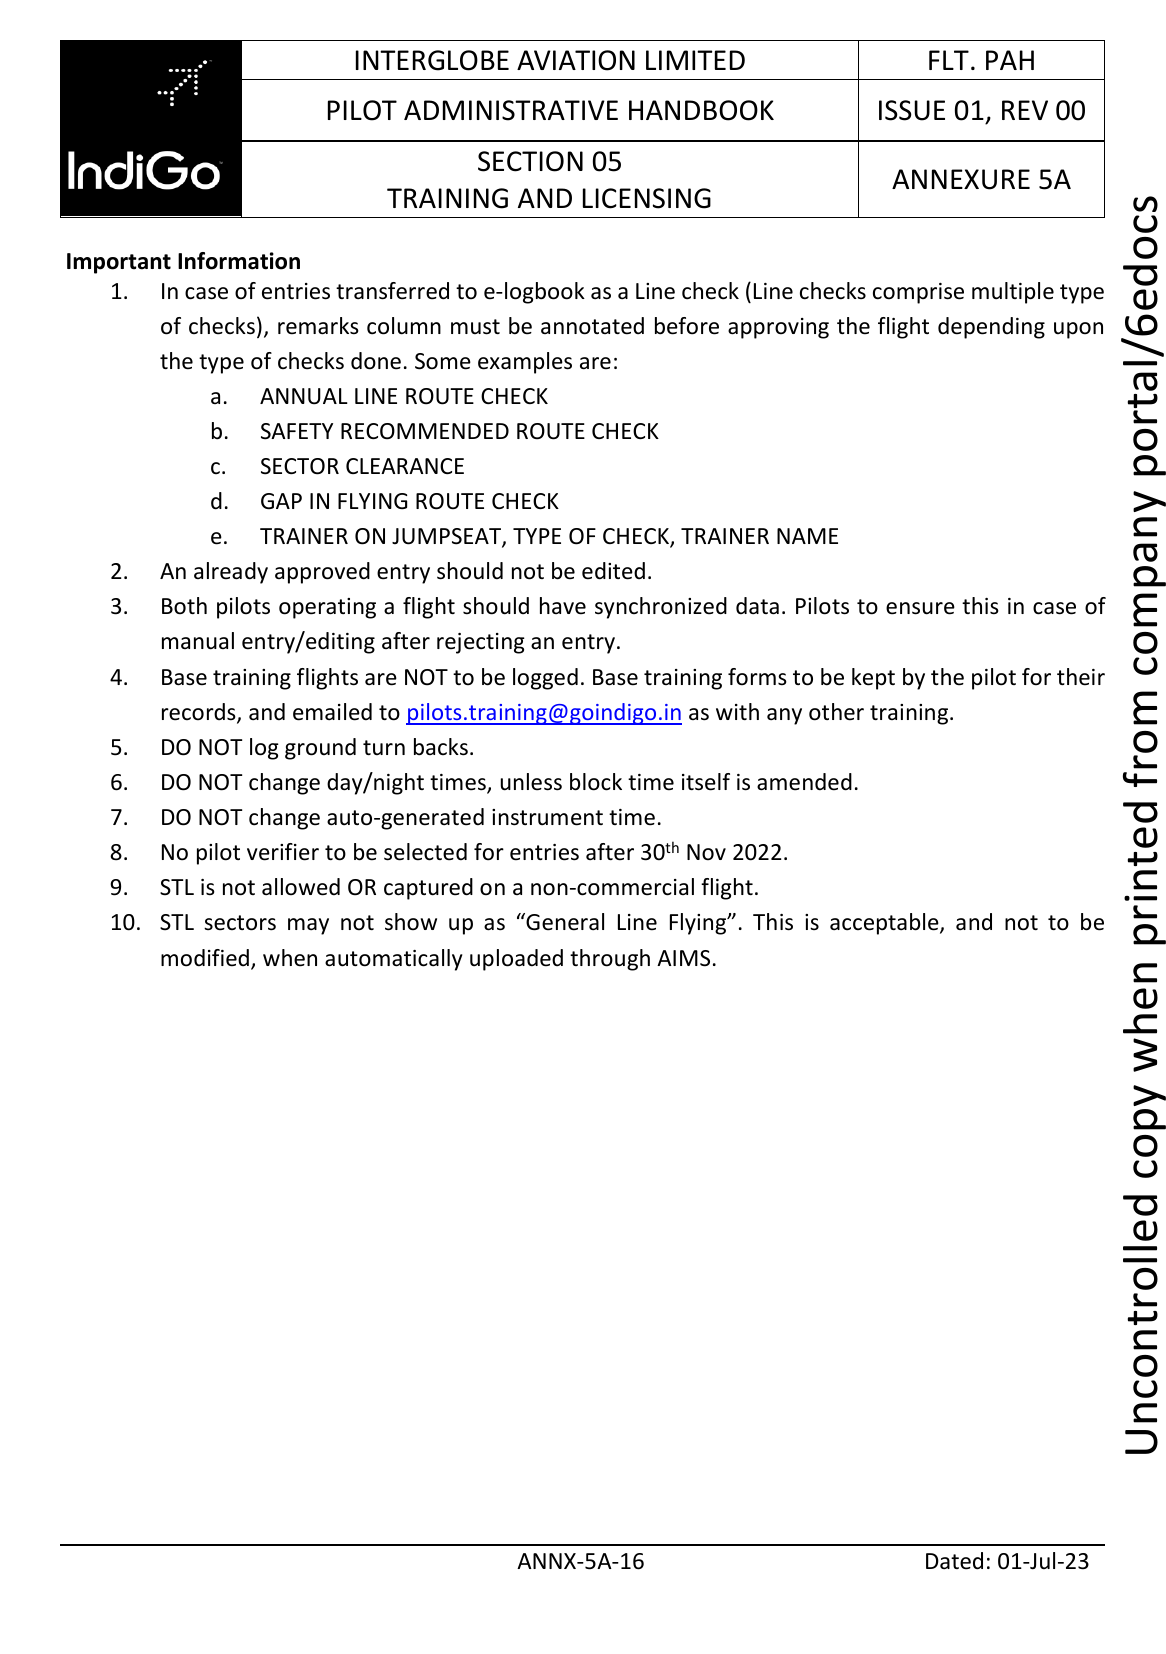 IndiGo
INTERGLOBE AVIATION LIMITED
FLT. PAH
PILOT ADMINISTRATIVE HANDBOOK
ISSUE 01, REV 00
SECTION 05
TRAINING AND LICENSING
ANNEXURE 5A
Important Information
1. In case of entries transferred to e-logbook as a Line check (Line checks comprise multiple type
of checks), remarks column must be annotated before approving the flight depending upon
the type of checks done. Some examples are:
a. ANNUAL LINE ROUTE CHECK
b. SAFETY RECOMMENDED ROUTE CHECK
c. SECTOR CLEARANCE
d. GAP IN FLYING ROUTE CHECK
e. TRAINER ON JUMPSEAT, TYPE OF CHECK, TRAINER NAME
2. An already approved entry should not be edited.
3. Both pilots operating a flight should have synchronized data. Pilots to ensure this in case of
manual entry/editing after rejecting an entry.
4. Base training flights are NOT to be logged. Base training forms to be kept by the pilot for their
records, and emailed to pilots.training@goindigo.in as with any other training.
5. DO NOT log ground turn backs.
6. DO NOT change day/night times, unless block time itself is amended.
7. DO NOT change auto-generated instrument time.
8. No pilot verifier to be selected for entries after 30th Nov 2022.
9. STL is not allowed OR captured on a non-commercial flight.
10. STL sectors may not show up as “General Line Flying”. This is acceptable, and not to be
modified, when automatically uploaded through AIMS.
Uncontrolled copy when printed from company portal/6edocs
ANNX-5A-16
Dated: 01-Jul-23